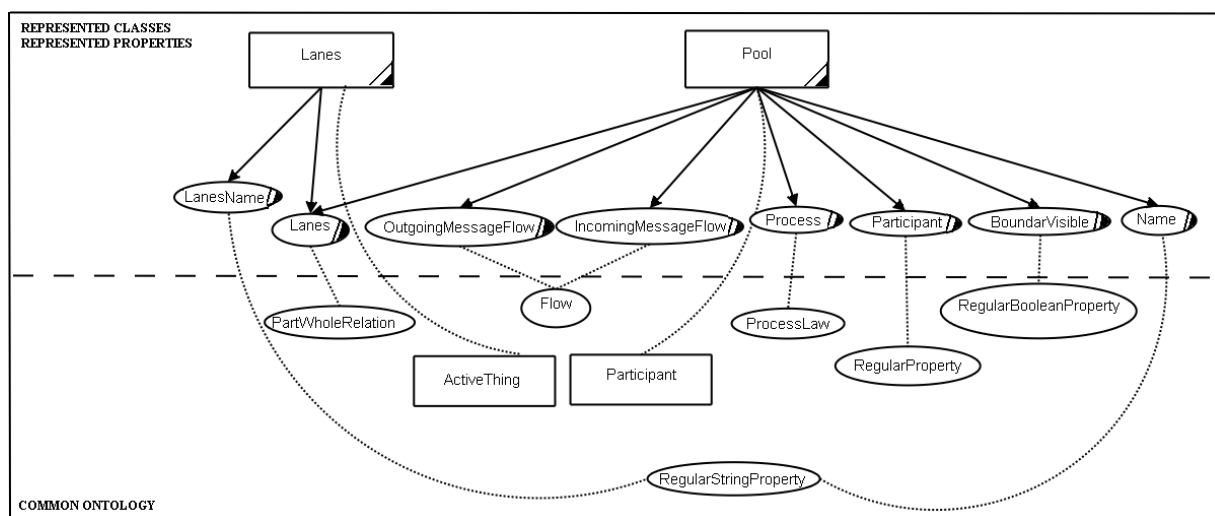 REPRESENTED CLASSES
REPRESENTED PROPERTIES
Lanes
Pool
LanesName
Lanes
OutgoingMessageFlow
IncomingMessageFlow
Process
Participant
BoundarVisible
Name
PartWholeRelation
Flow
ProcessLaw
RegularBooleanProperty
RegularProperty
ActiveThing
Participant
RegularStringProperty
COMMON ONTOLOGY